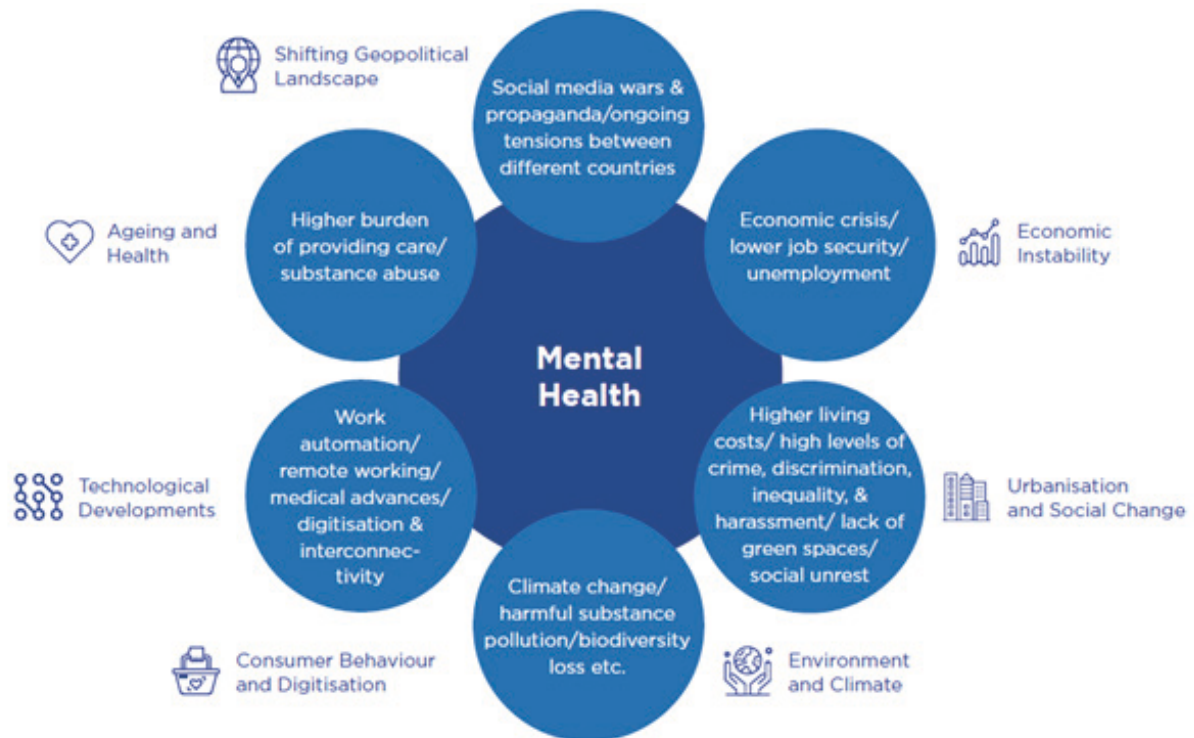 Shifting Geopolitical
Landscape
Social media wars &
propaganda/ongoing
tensions between
different countries
Ageing and
Health
Higher burden
of providing care/
substance abuse
Economic crisis/
lower job security/
unemployment
Economic
Instability
Mental
Health
Technological
Developments
Work
automation/
remote working/
medical advances/
digitisation &
interconnec-
tivity
Higher living
costs/ high levels of
crime, discrimination,
inequality, &
harassment/ lack of
green spaces/
social unrest
Urbanisation
and Social Change
Consumer Behaviour
and Digitisation
Climate change/
harmful substance
pollution/biodiversity
loss etc.
Environment
and Climate